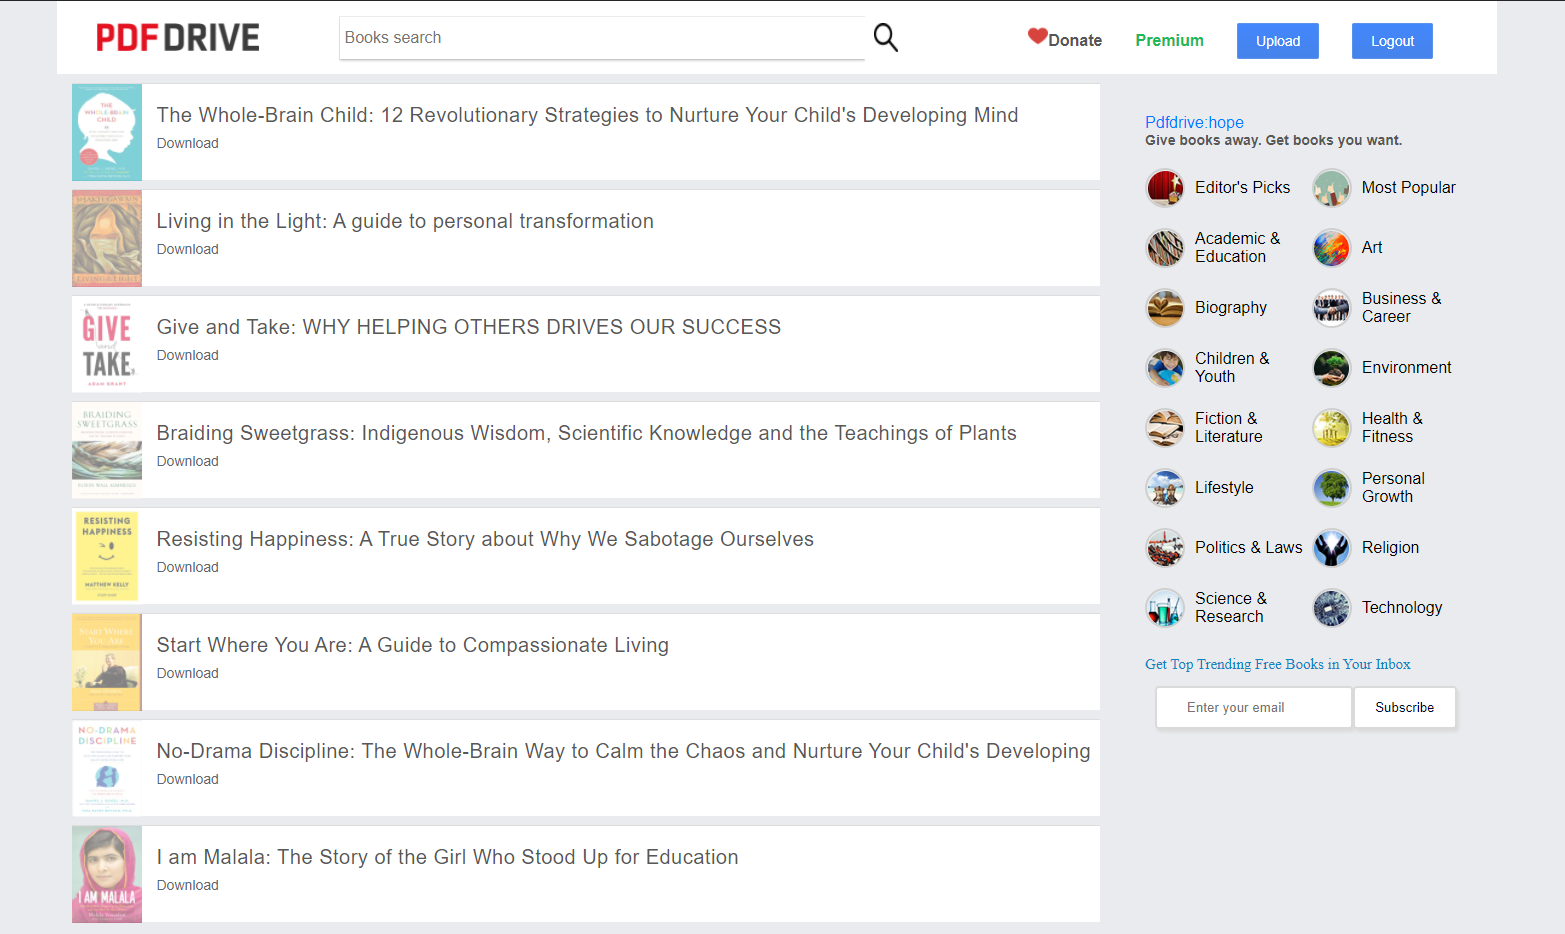 PDF DRIVE
Books search
Donate
Premium
Upload
Logout
THE WHOLE-BRAIN CHILD
The Whole-Brain Child: 12 Revolutionary Strategies to Nurture Your Child's Developing Mind
Download
Living in the Light: A guide to personal transformation
Download
GIVE
and
TAKE
ADAM GRANT
Give and Take: WHY HELPING OTHERS DRIVES OUR SUCCESS
Download
BRAIDING
SWEETGRASS
Braiding Sweetgrass: Indigenous Wisdom, Scientific Knowledge and the Teachings of Plants
Download
RESISTING
HAPPINESS
MATTHEW KELLY
Resisting Happiness: A True Story about Why We Sabotage Ourselves
Download
START WHERE
YOU ARE
Start Where You Are: A Guide to Compassionate Living
Download
NO-DRAMA
DISCIPLINE
No-Drama Discipline: The Whole-Brain Way to Calm the Chaos and Nurture Your Child's Developing
Download
I AM MALALA
I am Malala: The Story of the Girl Who Stood Up for Education
Download
Pdfdrive:hope
Give books away. Get books you want.
Editor's Picks
Most Popular
Academic &
Education
Art
Biography
Business &
Career
Children &
Youth
Environment
Fiction &
Literature
Health &
Fitness
Lifestyle
Personal
Growth
Politics & Laws
Religion
Science &
Research
Technology
Get Top Trending Free Books in Your Inbox
Enter your email
Subscribe